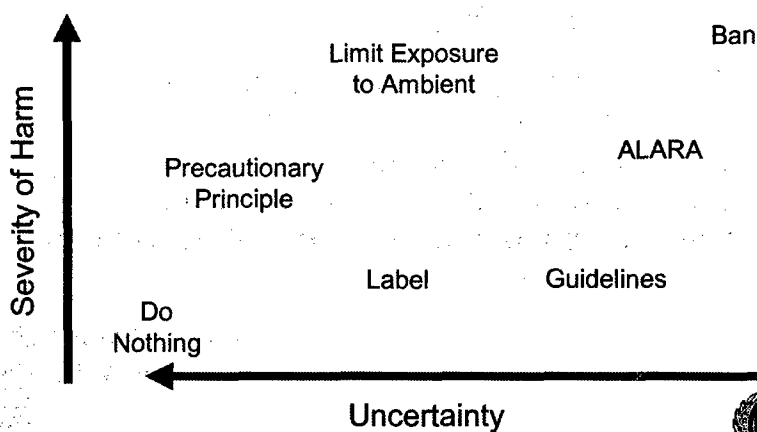 Ban
Limit Exposure
to Ambient
ALARA
Precautionary
Principle
Severity of Harm
Label
Guidelines
Do
Nothing
Uncertainty